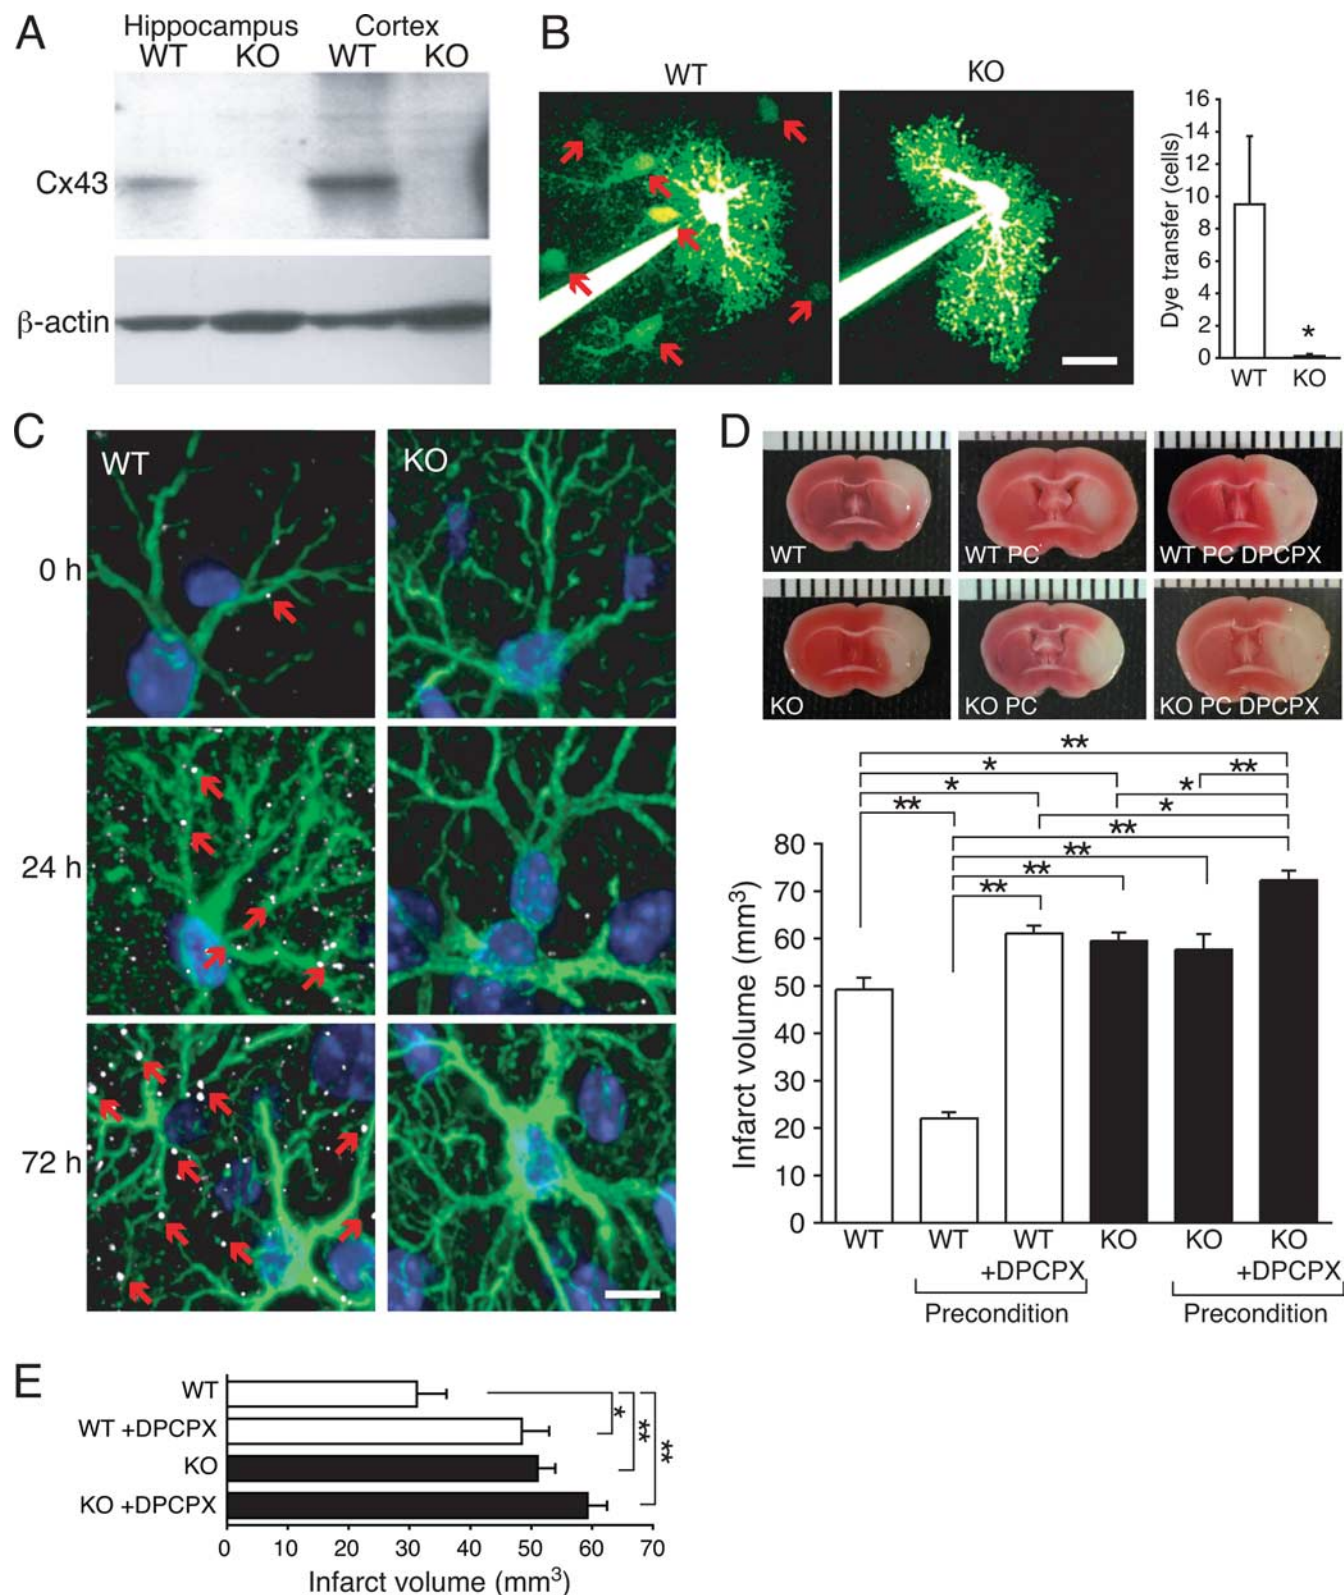 A
Hippocampus Cortex
WT KO WT KO
Cx43
β-actin
B
WT
KO
Dye transfer (cells)
16
14
12
10
8
6
4
2
0
*
WT KO
C
WT
KO
0 h
24 h
72 h
D
WT
WT PC
WT PC DPCPX
KO
KO PC
KO PC DPCPX
**
* **
* *
** *
**
**
**
**
Infarct volume (mm³)
80
70
60
50
40
30
20
10
0
WT WT WT KO KO KO
+DPCPX +DPCPX
Precondition Precondition
E
WT
WT +DPCPX
KO
KO +DPCPX
*
**
**
0 10 20 30 40 50 60 70
Infarct volume (mm³)